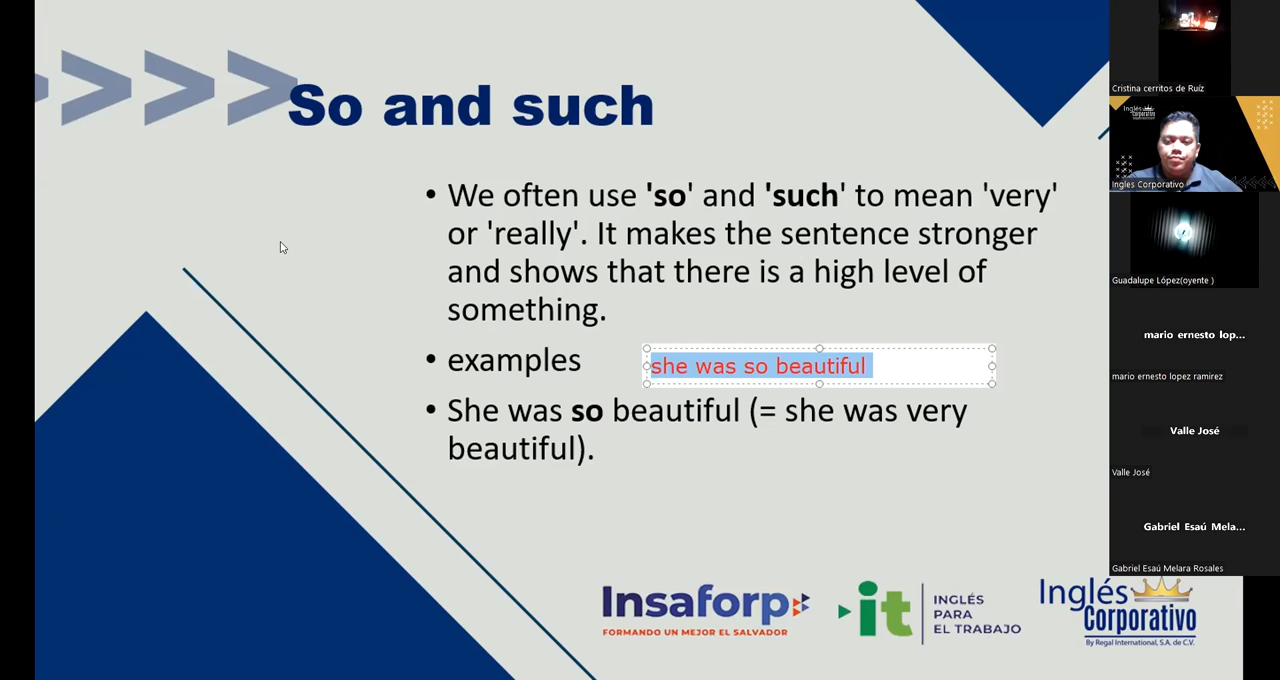 >>>> So and such
• We often use 'so' and 'such' to mean 'very'
or 'really'. It makes the sentence stronger
and shows that there is a high level of
something.
• examples
she was so beautiful
• She was so beautiful (= she was very
beautiful).
Insaforp
FORMANDO UN MEJOR EL SALVADOR
it
INGLÉS
PARA
EL TRABAJO
Inglés
Corporativo
By Regal International, S.A. de C.V.
Cristina cerritos de Ruíz
Inglés
Corporativo
Ingles Corporativo
Guadalupe López(oyente )
mario ernesto lop...
mario ernesto lopez ramirez
Valle José
Valle José
Gabriel Esaú Mela...
Gabriel Esaú Melara Rosales